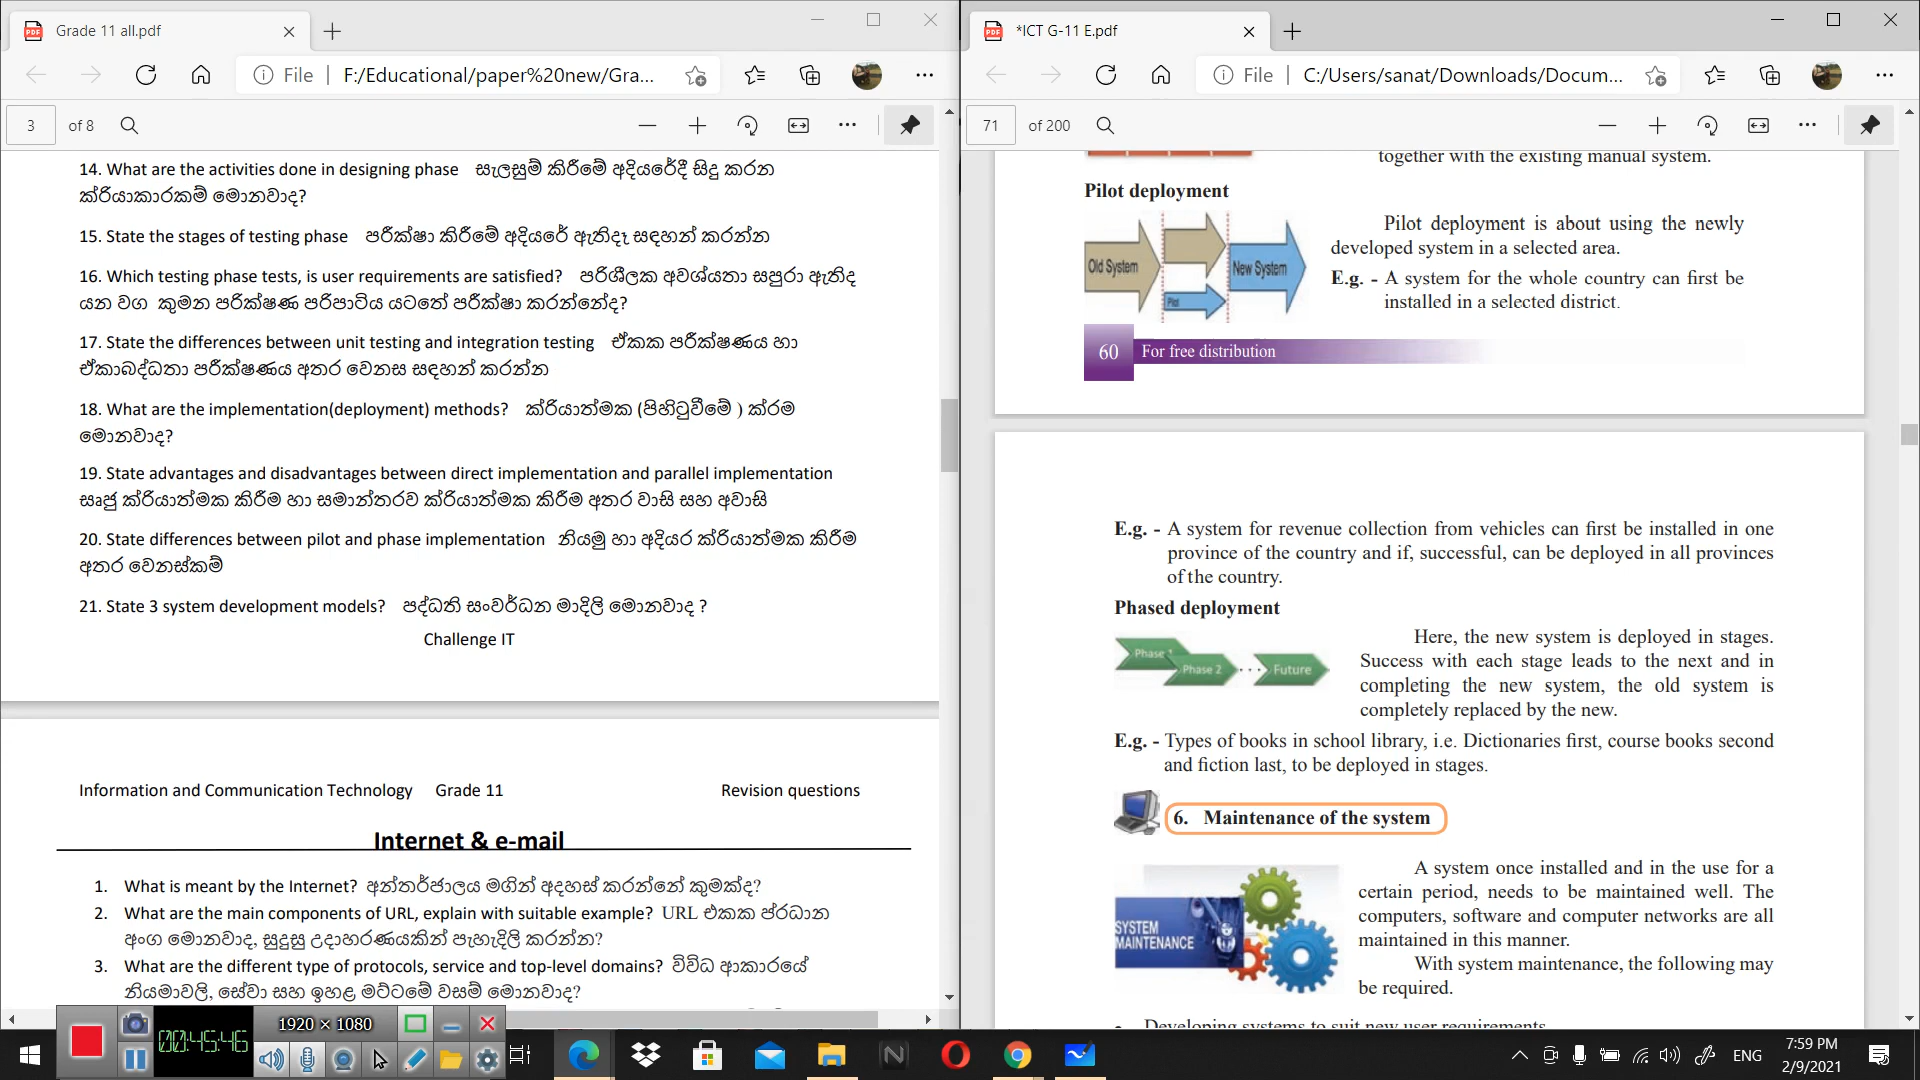 Grade 11 all.pdf
File
F:/Educational/paper%20new/Gra...
3 of 8
14. What are the activities done in designing phase සැලසුම් කිරීමේ අදියරේදී සිදු කරන
ක්රියාකාරකම් මොනවාද?
15. State the stages of testing phase පරීක්ෂා කිරීමේ අදියරේ ඇතිදෑ සඳහන් කරන්න
16. Which testing phase tests, is user requirements are satisfied? පරිශීලක අවශ්යතා සපුරා ඇතිද
යන වග කුමන පරික්ෂණ පරිපාටිය යටතේ පරීක්ෂා කරන්නේද?
17. State the differences between unit testing and integration testing ඒකක පරීක්ෂණය හා
ඒකාබද්ධතා පරීක්ෂණය අතර වෙනස සඳහන් කරන්න
18. What are the implementation(deployment) methods? ක්රියාත්මක (පිහිටුවීමේ ) ක්රම
මොනවාද?
19. State advantages and disadvantages between direct implementation and parallel implementation
සෘජු ක්රියාත්මක කිරීම හා සමාන්තරව ක්රියාත්මක කිරීම අතර වාසි සහ අවාසි
20. State differences between pilot and phase implementation නියමු හා අදියර ක්රියාත්මක කිරීම
අතර වෙනස්කම්
21. State 3 system development models? පද්ධති සංවර්ධන මාදිලි මොනවාද ?
Challenge IT
Information and Communication Technology Grade 11 Revision questions
Internet & e-mail
1. What is meant by the Internet? අන්තර්ජාලය මගින් අදහස් කරන්නේ කුමක්ද?
2. What are the main components of URL, explain with suitable example? URL එකක ප්රධාන
අංග මොනවාද, සුදුසු උදාහරණයකින් පැහැදිලි කරන්න?
3. What are the different type of protocols, service and top-level domains? විවිධ ආකාරයේ
නියමාවලි, සේවා සහ ඉහළ මට්ටමේ වසම් මොනවාද?
*ICT G-11 E.pdf
File
C:/Users/sanat/Downloads/Docum...
71 of 200
together with the existing manual system.
Pilot deployment
Old System
New System
Pilot
Pilot deployment is about using the newly
developed system in a selected area.
E.g. - A system for the whole country can first be
installed in a selected district.
60 For free distribution
E.g. - A system for revenue collection from vehicles can first be installed in one
province of the country and if, successful, can be deployed in all provinces
of the country.
Phased deployment
Phase 1
Phase 2
Future
Here, the new system is deployed in stages.
Success with each stage leads to the next and in
completing the new system, the old system is
completely replaced by the new.
E.g. - Types of books in school library, i.e. Dictionaries first, course books second
and fiction last, to be deployed in stages.
6. Maintenance of the system
SYSTEM
MAINTENANCE
A system once installed and in the use for a
certain period, needs to be maintained well. The
computers, software and computer networks are all
maintained in this manner.
With system maintenance, the following may
be required.
• Developing systems to suit new user requirements
00:45:46
1920 × 1080
ENG
7:59 PM
2/9/2021